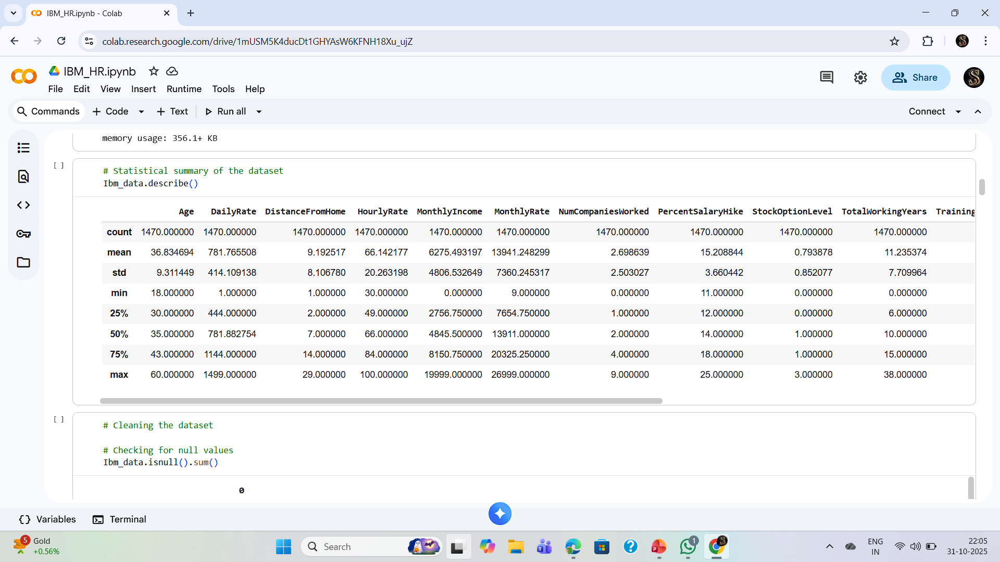 IBM_HR.ipynb - Colab
colab.research.google.com/drive/1mUSM5K4ducDt1GHYAsW6KFNH18Xu_ujZ
IBM_HR.ipynb
File Edit View Insert Runtime Tools Help
Share
Commands + Code + Text Run all
Connect
memory usage: 356.1+ KB
[ ]
# Statistical summary of the dataset
Ibm_data.describe()
Age DailyRate DistanceFromHome HourlyRate MonthlyIncome MonthlyRate NumCompaniesWorked PercentSalaryHike StockOptionLevel TotalWorkingYears Training
count 1470.000000 1470.000000 1470.000000 1470.000000 1470.000000 1470.000000 1470.000000 1470.000000 1470.000000 1470.000000
mean 36.834694 781.765508 9.192517 66.142177 6275.493197 13941.248299 2.698639 15.208844 0.793878 11.235374
std 9.311449 414.109138 8.106780 20.263198 4806.532649 7360.245317 2.503027 3.660442 0.852077 7.709964
min 18.000000 1.000000 1.000000 30.000000 0.000000 9.000000 0.000000 11.000000 0.000000 0.000000
25% 30.000000 444.000000 2.000000 49.000000 2756.750000 7654.750000 1.000000 12.000000 0.000000 6.000000
50% 35.000000 781.882754 7.000000 66.000000 4845.500000 13911.000000 2.000000 14.000000 1.000000 10.000000
75% 43.000000 1144.000000 14.000000 84.000000 8150.750000 20325.250000 4.000000 18.000000 1.000000 15.000000
max 60.000000 1499.000000 29.000000 100.000000 19999.000000 26999.000000 9.000000 25.000000 3.000000 38.000000
[ ]
# Cleaning the dataset
# Checking for null values
Ibm_data.isnull().sum()
0
Variables Terminal
5
Gold
+0.56%
Search
1
ENG
IN
22:05
31-10-2025